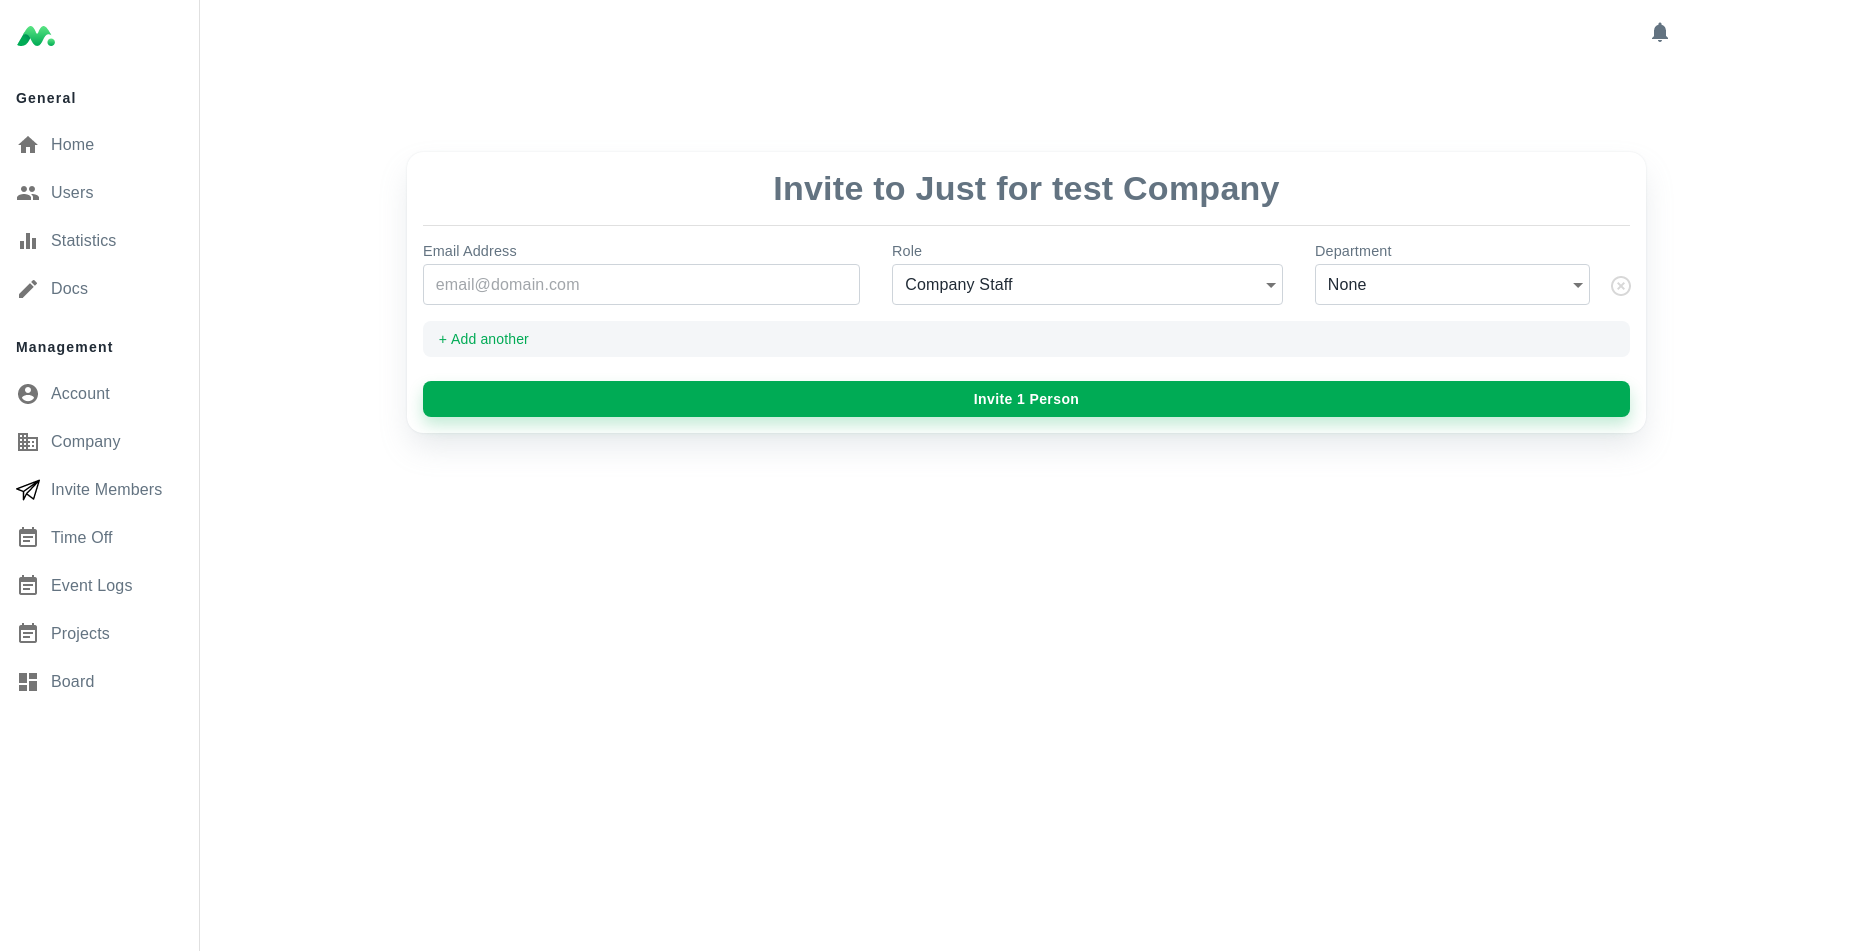 General
Home
Users
Statistics
Docs
Management
Account
Company
Invite Members
Time Off
Event Logs
Projects
Board
Invite to Just for test Company
Email Address Role Department
email@domain.com Company Staff None
+ Add another
Invite 1 Person